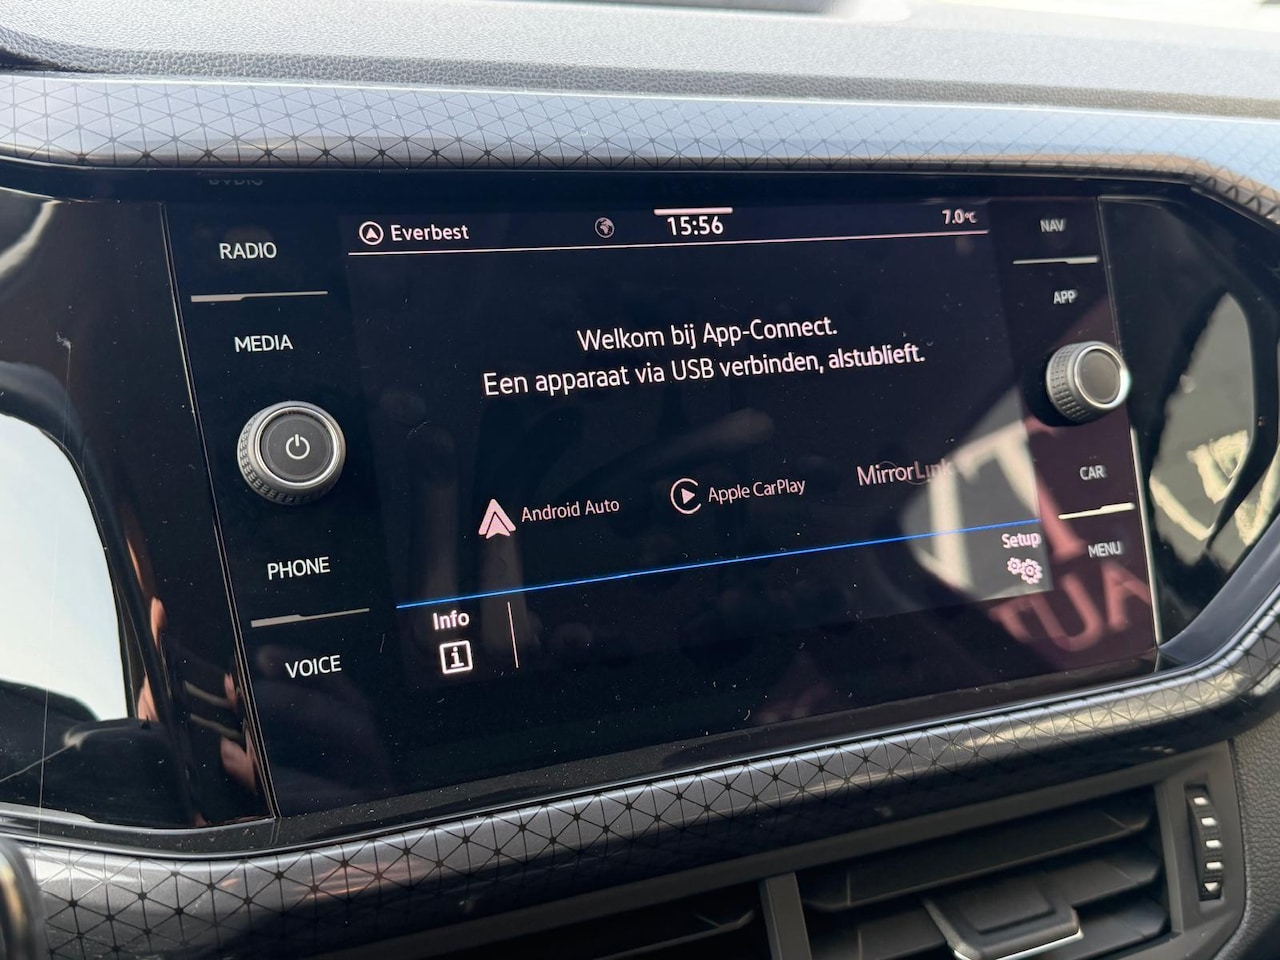 RADIO
MEDIA
PHONE
VOICE
Everbest
15:56
7.0°C
Welkom bij App-Connect.
Een apparaat via USB verbinden, alstublieft.
Android Auto
Apple CarPlay
MirrorLink
Setup
Info
i
NAV
APP
CAR
MENU